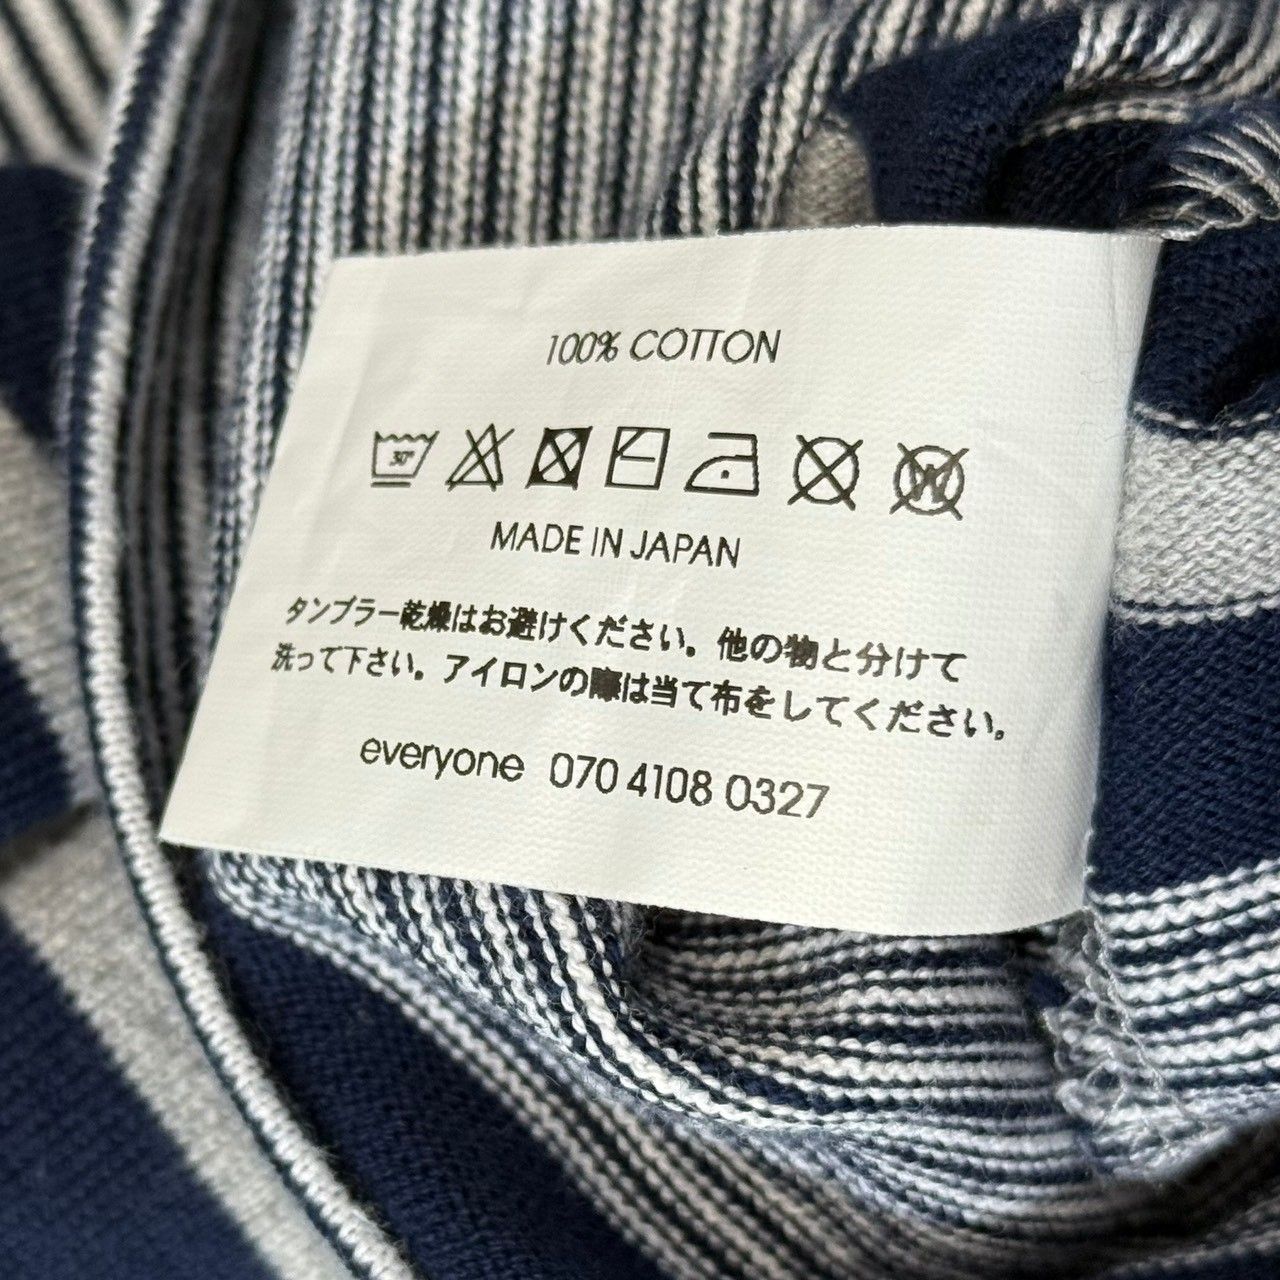 100% COTTON
30°
W
MADE IN JAPAN
タンブラー乾燥はお避けください。他の物と分けて
洗って下さい。アイロンの際は当て布をしてください。
everyone 070 4108 0327